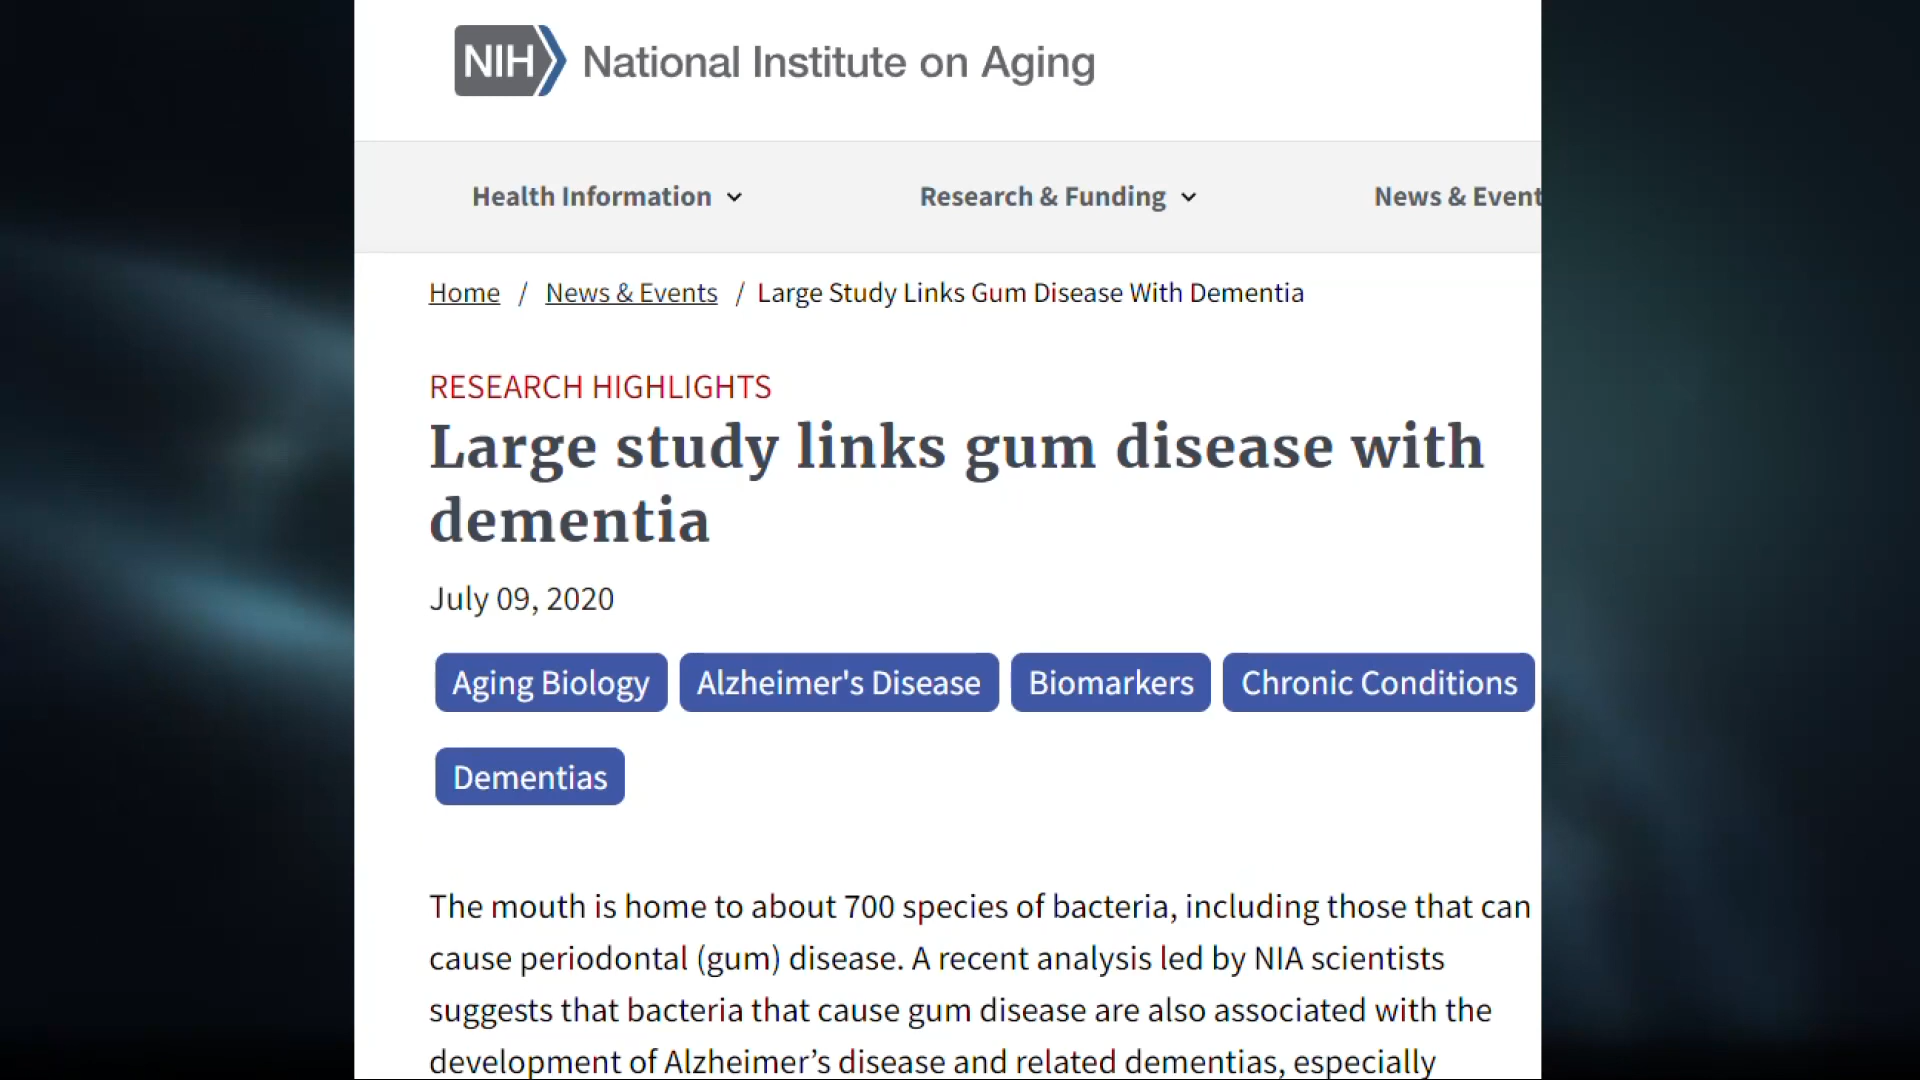 NIH National Institute on Aging
Health Information Research & Funding News & Event
Home / News & Events / Large Study Links Gum Disease With Dementia
RESEARCH HIGHLIGHTS
Large study links gum disease with
dementia
July 09, 2020
Aging Biology Alzheimer's Disease Biomarkers Chronic Conditions
Dementias
The mouth is home to about 700 species of bacteria, including those that can
cause periodontal (gum) disease. A recent analysis led by NIA scientists
suggests that bacteria that cause gum disease are also associated with the
development of Alzheimer’s disease and related dementias, especially